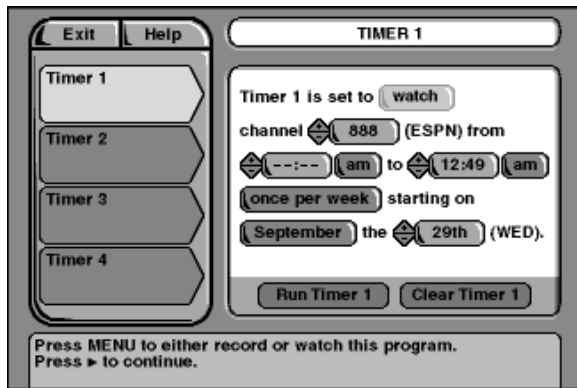 Exit Help
TIMER 1
Timer 1
Timer 2
Timer 3
Timer 4
Timer 1 is set to watch
channel 888 (ESPN) from
--:-- am to 12:49 am
once per week starting on
September the 29th (WED).
Run Timer 1 Clear Timer 1
Press MENU to either record or watch this program.
Press ► to continue.